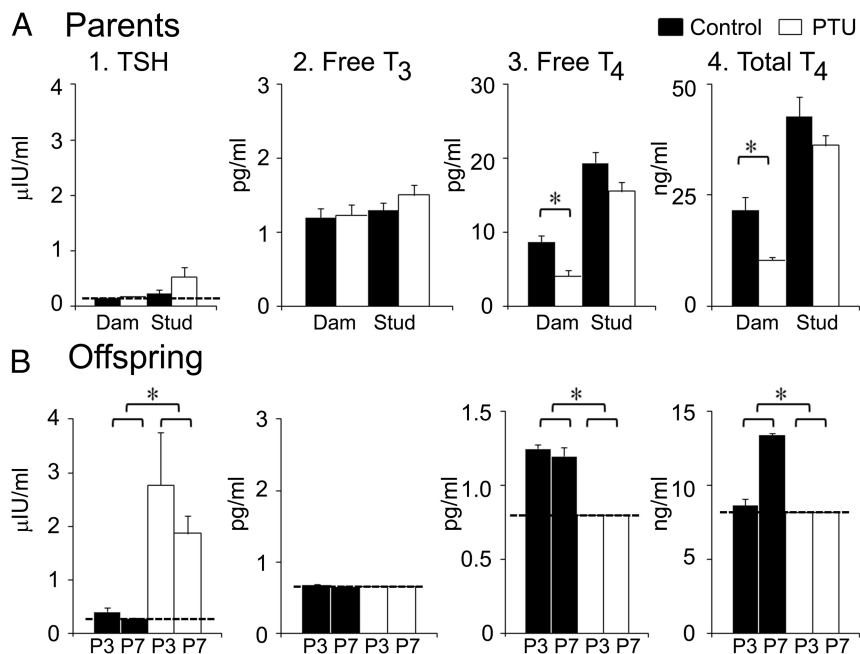 A Parents
Control PTU
1. TSH 2. Free T3 3. Free T4 4. Total T4
μIU/ml
4
3
2
1
0
Dam Stud
pg/ml
3
2
1
0
Dam Stud
pg/ml
30
20
10
0
*
Dam Stud
ng/ml
50
25
0
*
Dam Stud
B Offspring
μIU/ml
4
3
2
1
0
*
P3 P7 P3 P7
pg/ml
3
2
1
0
P3 P7 P3 P7
pg/ml
1.5
1.0
0.5
0
*
P3 P7 P3 P7
ng/ml
15
10
5
0
*
P3 P7 P3 P7